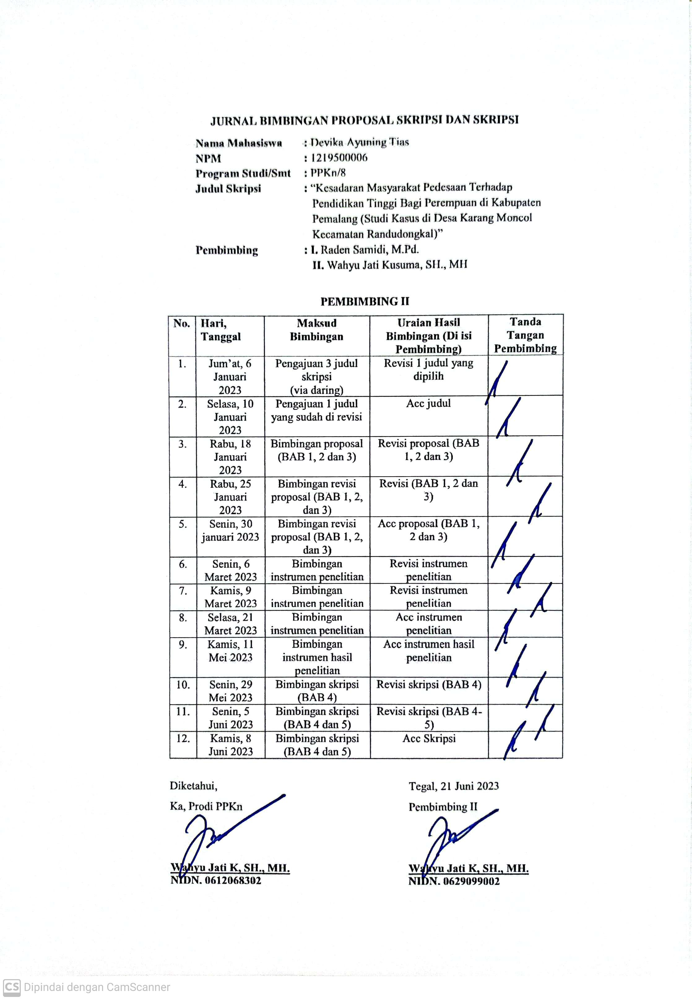 JURNAL BIMBINGAN PROPOSAL SKRIPSI DAN SKRIPSI
Nama Mahasiswa : Devika Ayuning Tias
NPM : 1219500006
Program Studi/Smt : PPKn/8
Judul Skripsi : “Kesadaran Masyarakat Pedesaan Terhadap
Pendidikan Tinggi Bagi Perempuan di Kabupaten
Pemalang (Studi Kasus di Desa Karang Moncol
Kecamatan Randudongkal)”
Pembimbing : I. Raden Samidi, M.Pd.
II. Wahyu Jati Kusuma, SH., MH
PEMBIMBING II
No. Hari, Maksud Uraian Hasil Tanda
Tanggal Bimbingan Bimbingan (Di isi Tangan
Pembimbing) Pembimbing
1. Jum’at, 6 Pengajuan 3 judul Revisi 1 judul yang
Januari skripsi dipilih
2023 (via daring)
2. Selasa, 10 Pengajuan 1 judul Acc judul
Januari yang sudah di revisi
2023
3. Rabu, 18 Bimbingan proposal Revisi proposal (BAB
Januari (BAB 1, 2 dan 3) 1, 2 dan 3)
2023
4. Rabu, 25 Bimbingan revisi Revisi (BAB 1, 2 dan
Januari proposal (BAB 1, 2, 3)
2023 dan 3)
5. Senin, 30 Bimbingan revisi Acc proposal (BAB 1,
januari 2023 proposal (BAB 1, 2, 2 dan 3)
dan 3)
6. Senin, 6 Bimbingan Revisi instrumen
Maret 2023 instrumen penelitian penelitian
7. Kamis, 9 Bimbingan Revisi instrumen
Maret 2023 instrumen penelitian penelitian
8. Selasa, 21 Bimbingan Acc instrumen
Maret 2023 instrumen penelitian penelitian
9. Kamis, 11 Bimbingan Acc instrumen hasil
Mei 2023 instrumen hasil penelitian
penelitian
10. Senin, 29 Bimbingan skripsi Revisi skripsi (BAB 4)
Mei 2023 (BAB 4)
11. Senin, 5 Bimbingan skripsi Revisi skripsi (BAB 4-
Juni 2023 (BAB 4 dan 5) 5)
12. Kamis, 8 Bimbingan skripsi Acc Skripsi
Juni 2023 (BAB 4 dan 5)
Diketahui, Tegal, 21 Juni 2023
Ka, Prodi PPKn Pembimbing II
Wahyu Jati K, SH., MH. Wahyu Jati K, SH., MH.
NIDN. 0612068302 NIDN. 0629099002
CS Dipindai dengan CamScanner